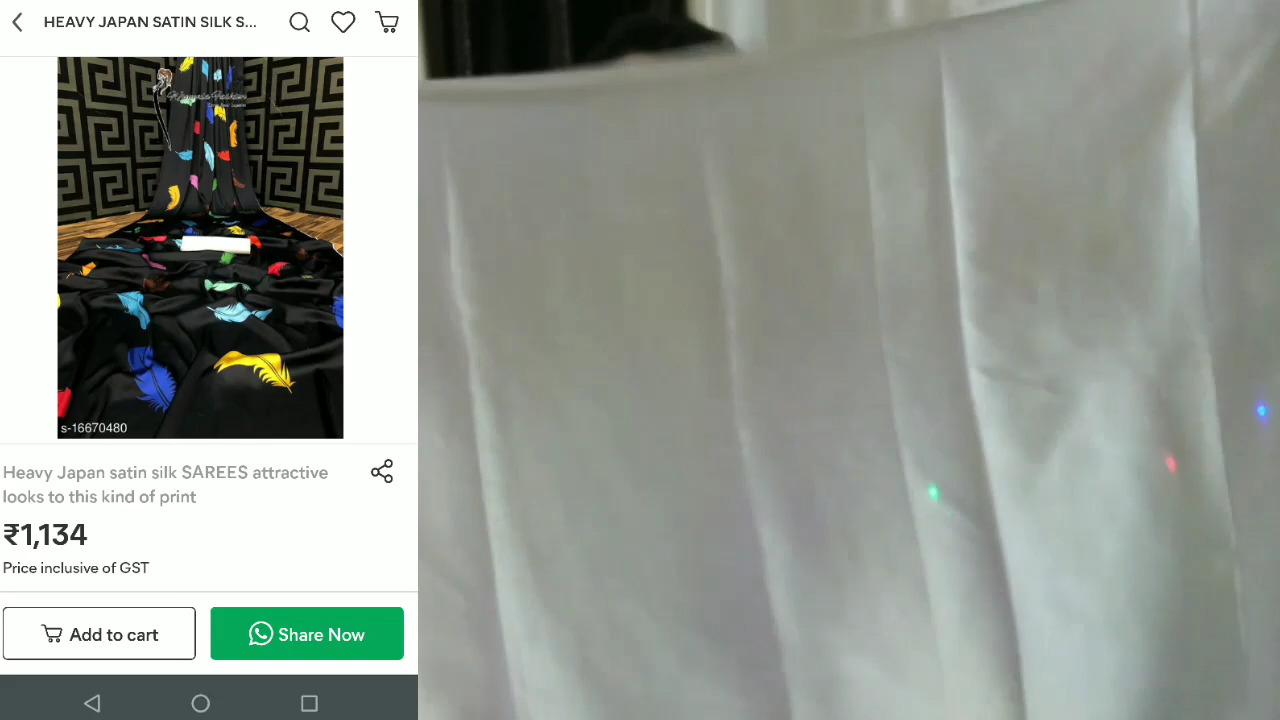 HEAVY JAPAN SATIN SILK S...
s-16670480
Heavy Japan satin silk SAREES attractive
looks to this kind of print
₹1,134
Price inclusive of GST
Add to cart
Share Now